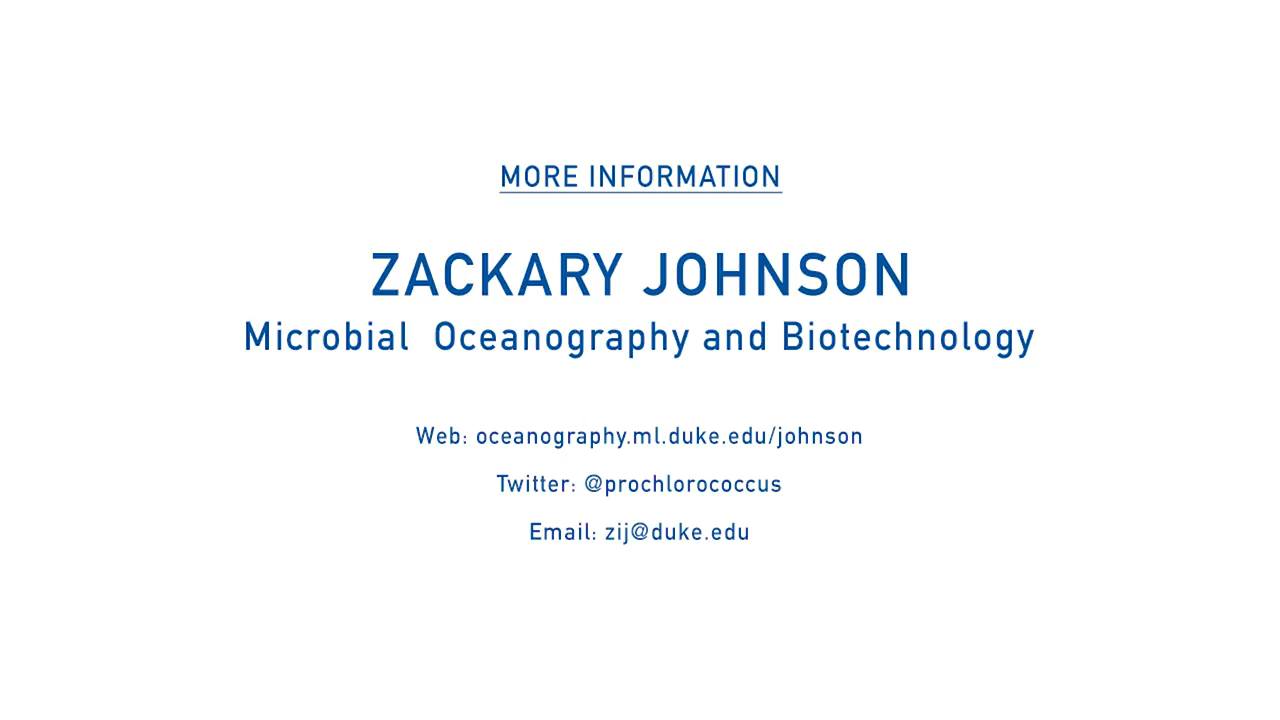 MORE INFORMATION
ZACKARY JOHNSON
Microbial Oceanography and Biotechnology
Web: oceanography.ml.duke.edu/johnson
Twitter: @prochlorococcus
Email: zij@duke.edu